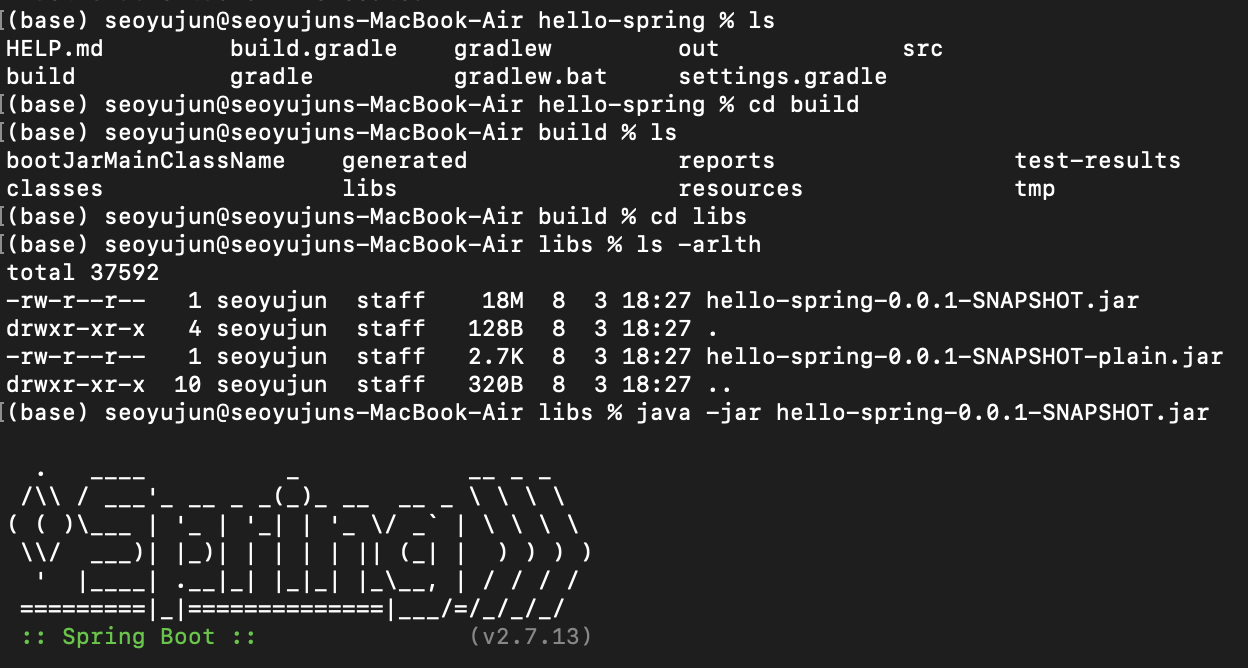 (base) seoyujun@seoyujuns-MacBook-Air hello-spring % ls
HELP.md         build.gradle    gradlew         out             src
build           gradle          gradlew.bat     settings.gradle
(base) seoyujun@seoyujuns-MacBook-Air hello-spring % cd build
(base) seoyujun@seoyujuns-MacBook-Air build % ls
bootJarMainClassName    generated               reports                 test-results
classes                 libs                    resources               tmp
(base) seoyujun@seoyujuns-MacBook-Air build % cd libs
(base) seoyujun@seoyujuns-MacBook-Air libs % ls -arlth
total 37592
-rw-r--r--   1 seoyujun  staff    18M  8  3 18:27 hello-spring-0.0.1-SNAPSHOT.jar
drwxr-xr-x   4 seoyujun  staff   128B  8  3 18:27 .
-rw-r--r--   1 seoyujun  staff   2.7K  8  3 18:27 hello-spring-0.0.1-SNAPSHOT-plain.jar
drwxr-xr-x  10 seoyujun  staff   320B  8  3 18:27 ..
(base) seoyujun@seoyujuns-MacBook-Air libs % java -jar hello-spring-0.0.1-SNAPSHOT.jar
  .   ____          _            __ _ _
 /\\ / ___'_ __ _ _(_)_ __  __ _ \ \ \ \
( ( )\___ | '_ | '_| | '_ \/ _` | \ \ \ \
 \\/  ___)| |_)| | | | | || (_| |  ) ) ) )
  '  |____| .__|_| |_|_| |_\__, | / / / /
 =========|_|==============|___/=/_/_/_/
 :: Spring Boot ::               (v2.7.13)